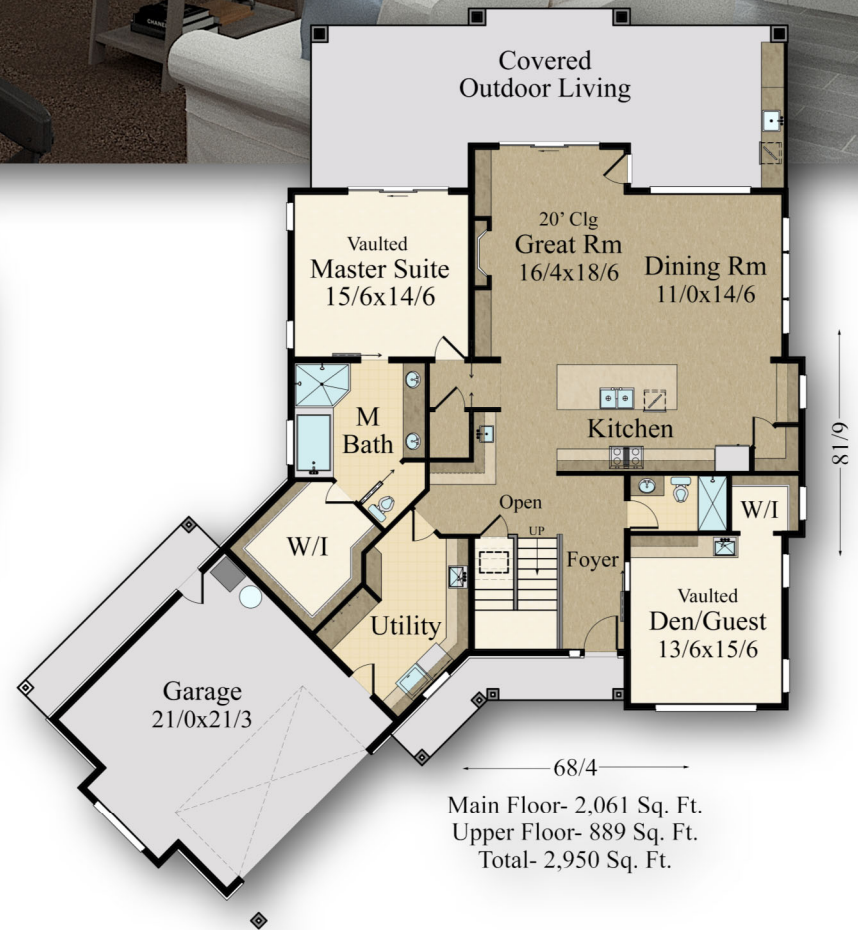 CHANEL
Covered
Outdoor Living
20' Clg
Great Rm
16/4x18/6
Dining Rm
11/0x14/6
Vaulted
Master Suite
15/6x14/6
M
Bath
Kitchen
81/9
Open
UP
Foyer
W/I
W/I
Vaulted
Den/Guest
13/6x15/6
Utility
Garage
21/0x21/3
68/4
Main Floor- 2,061 Sq. Ft.
Upper Floor- 889 Sq. Ft.
Total- 2,950 Sq. Ft.